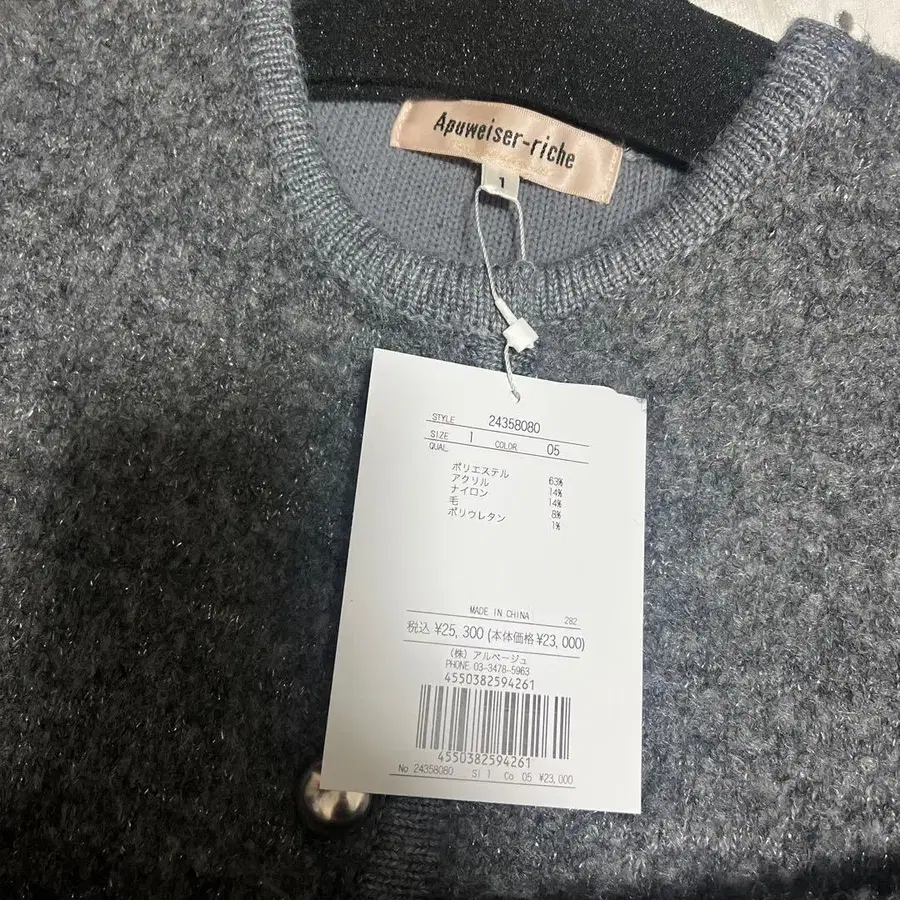 Apuweiser-riche
1
STYLE 24358080
SIZE 1 COLOR 05
QUAL
ポリエステル 63%
アクリル 14%
ナイロン 14%
毛 8%
ポリウレタン 1%
MADE IN CHINA 282
税込 ¥25,300(本体価格¥23,000)
(株) アルページュ
PHONE 03-3478-5963
4550382594261
4550382594261
No 24358080 SI 1 Co 05 ¥23,000